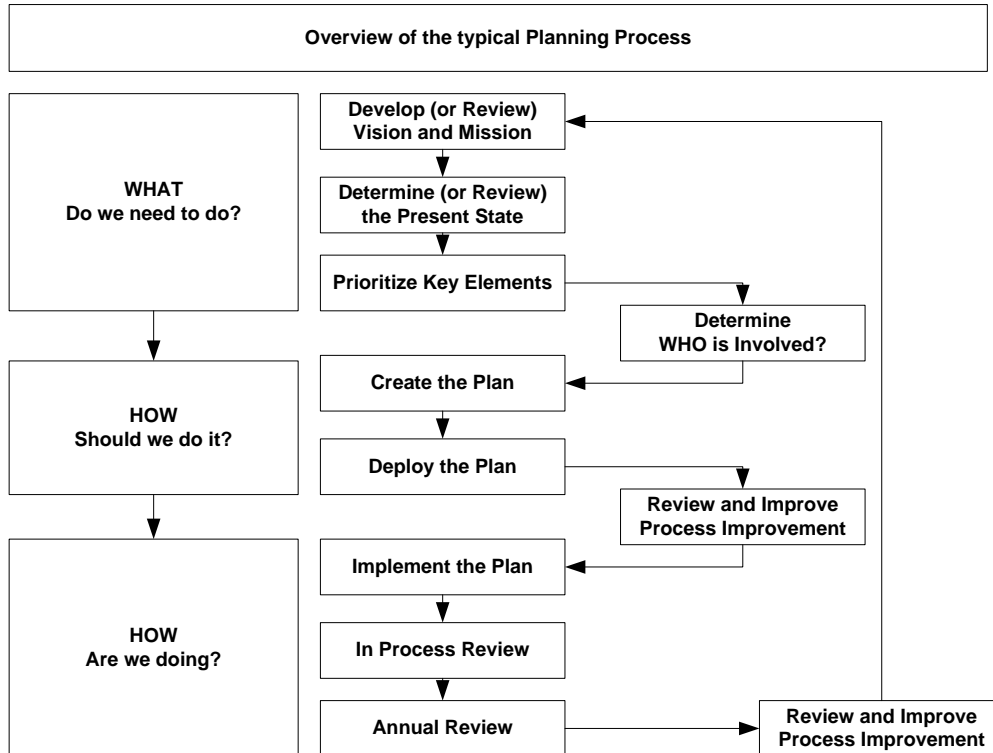 Overview of the typical Planning Process
WHAT
Do we need to do?
Develop (or Review)
Vision and Mission
Determine (or Review)
the Present State
Prioritize Key Elements
Determine
WHO is Involved?
HOW
Should we do it?
Create the Plan
Deploy the Plan
Review and Improve
Process Improvement
HOW
Are we doing?
Implement the Plan
In Process Review
Annual Review
Review and Improve
Process Improvement